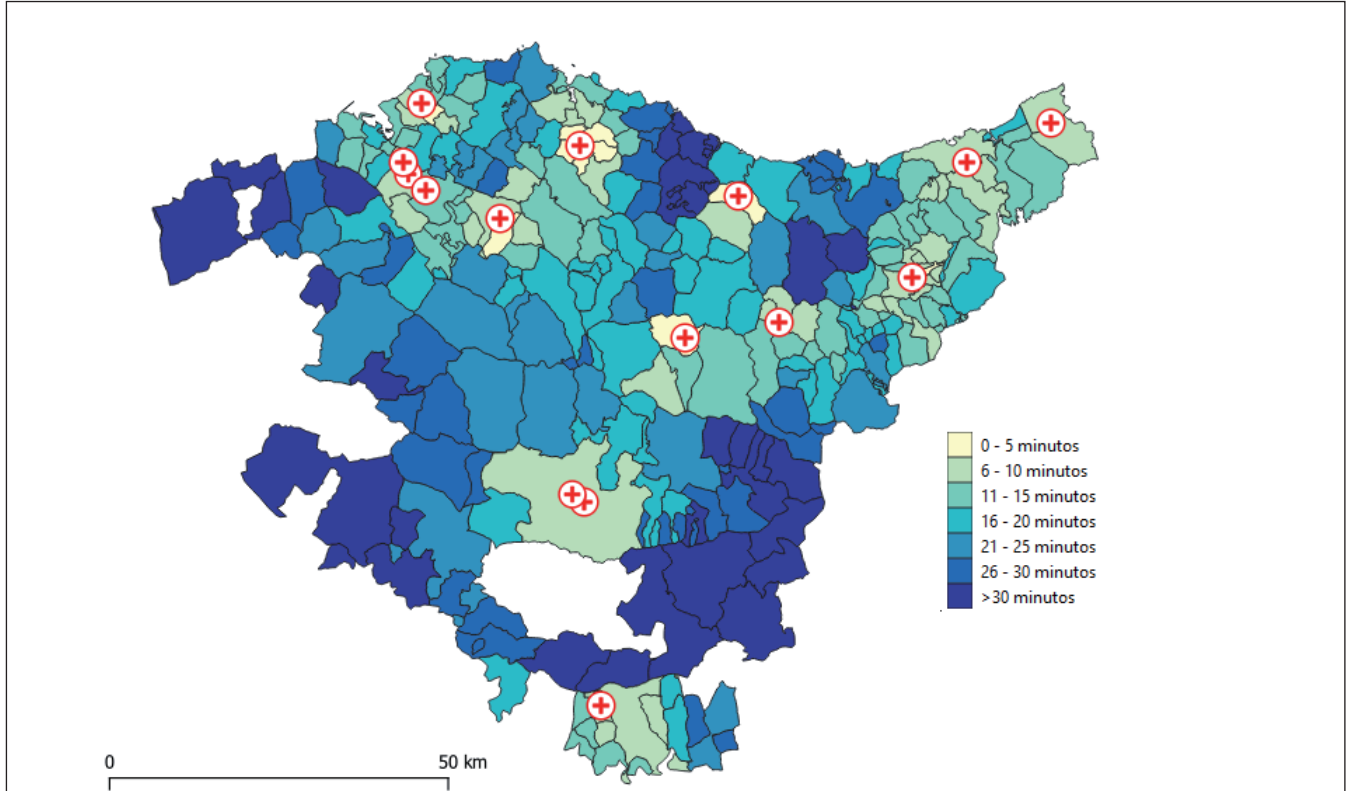 0 - 5 minutos
6 - 10 minutos
11 - 15 minutos
16 - 20 minutos
21 - 25 minutos
26 - 30 minutos
>30 minutos
0 50 km